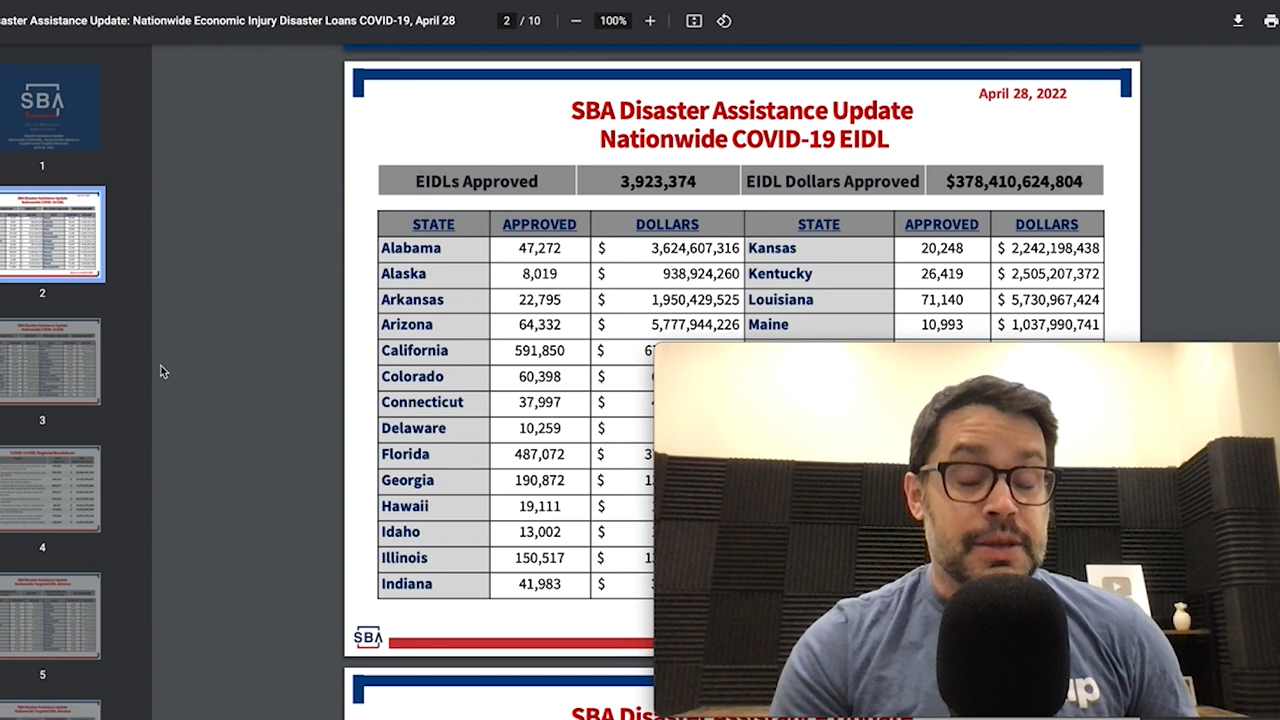 aster Assistance Update: Nationwide Economic Injury Disaster Loans COVID-19, April 28
2 / 10
100%
SBA
1
2
3
4
5
April 28, 2022
SBA Disaster Assistance Update
Nationwide COVID-19 EIDL
EIDLs Approved 3,923,374 EIDL Dollars Approved $378,410,624,804
STATE APPROVED DOLLARS STATE APPROVED DOLLARS
Alabama 47,272 $ 3,624,607,316 Kansas 20,248 $ 2,242,198,438
Alaska 8,019 $ 938,924,260 Kentucky 26,419 $ 2,505,207,372
Arkansas 22,795 $ 1,950,429,525 Louisiana 71,140 $ 5,730,967,424
Arizona 64,332 $ 5,777,944,226 Maine 10,993 $ 1,037,990,741
California 591,850 $
Colorado 60,398 $
Connecticut 37,997 $
Delaware 10,259 $
Florida 487,072 $
Georgia 190,872 $
Hawaii 19,111 $
Idaho 13,002 $
Illinois 150,517 $
Indiana 41,983 $
SBA
up